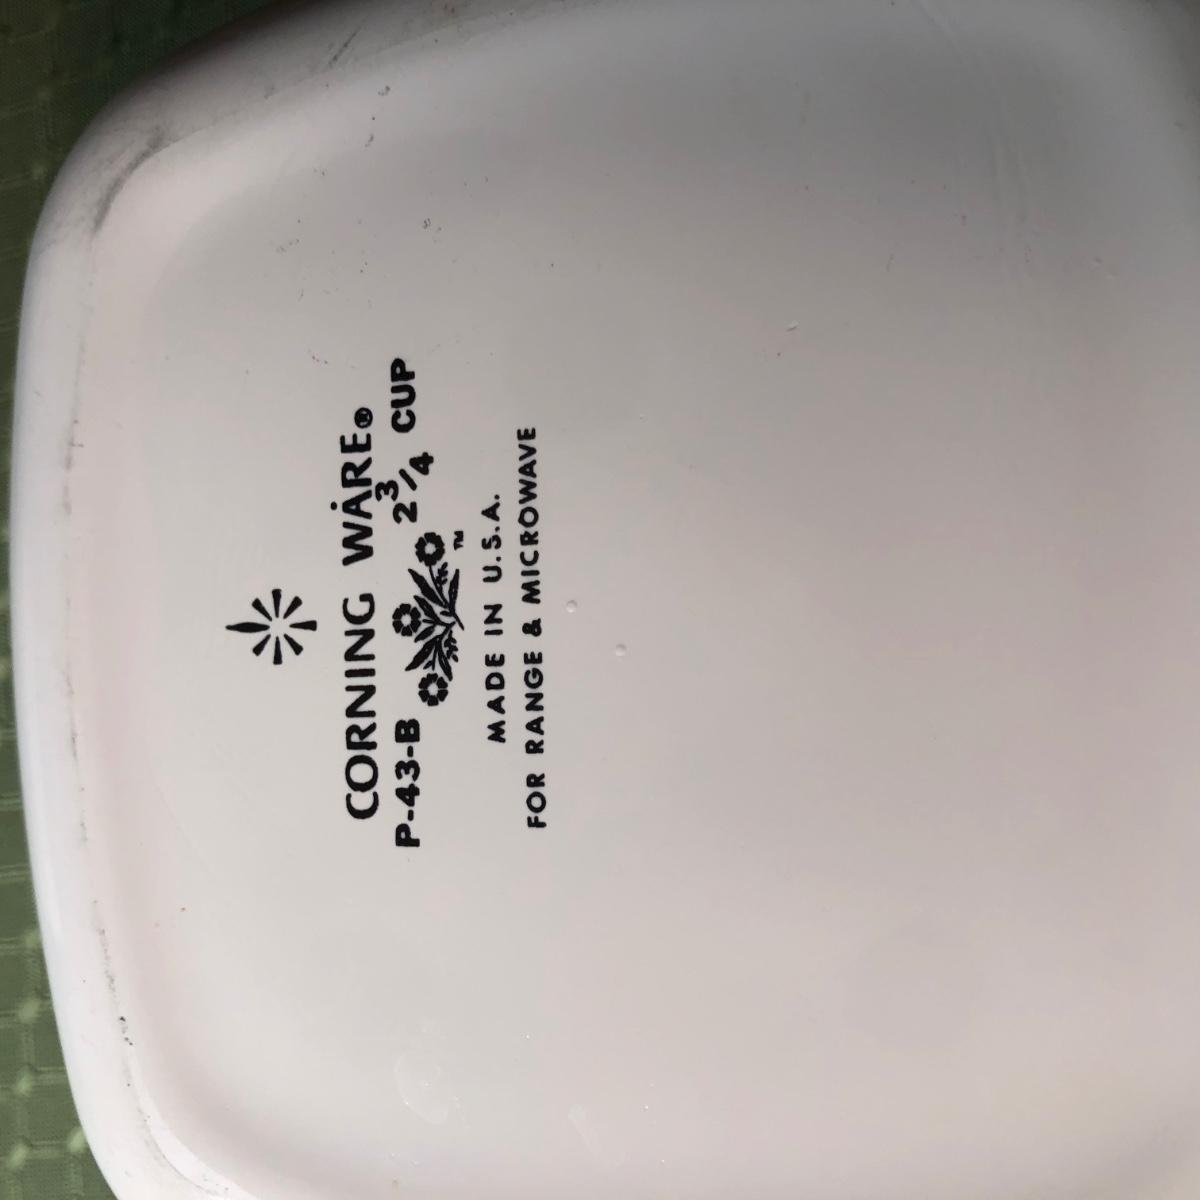 CORNING WARE®
P-43-B 2 3/4 CUP
TM
MADE IN U.S.A.
FOR RANGE & MICROWAVE